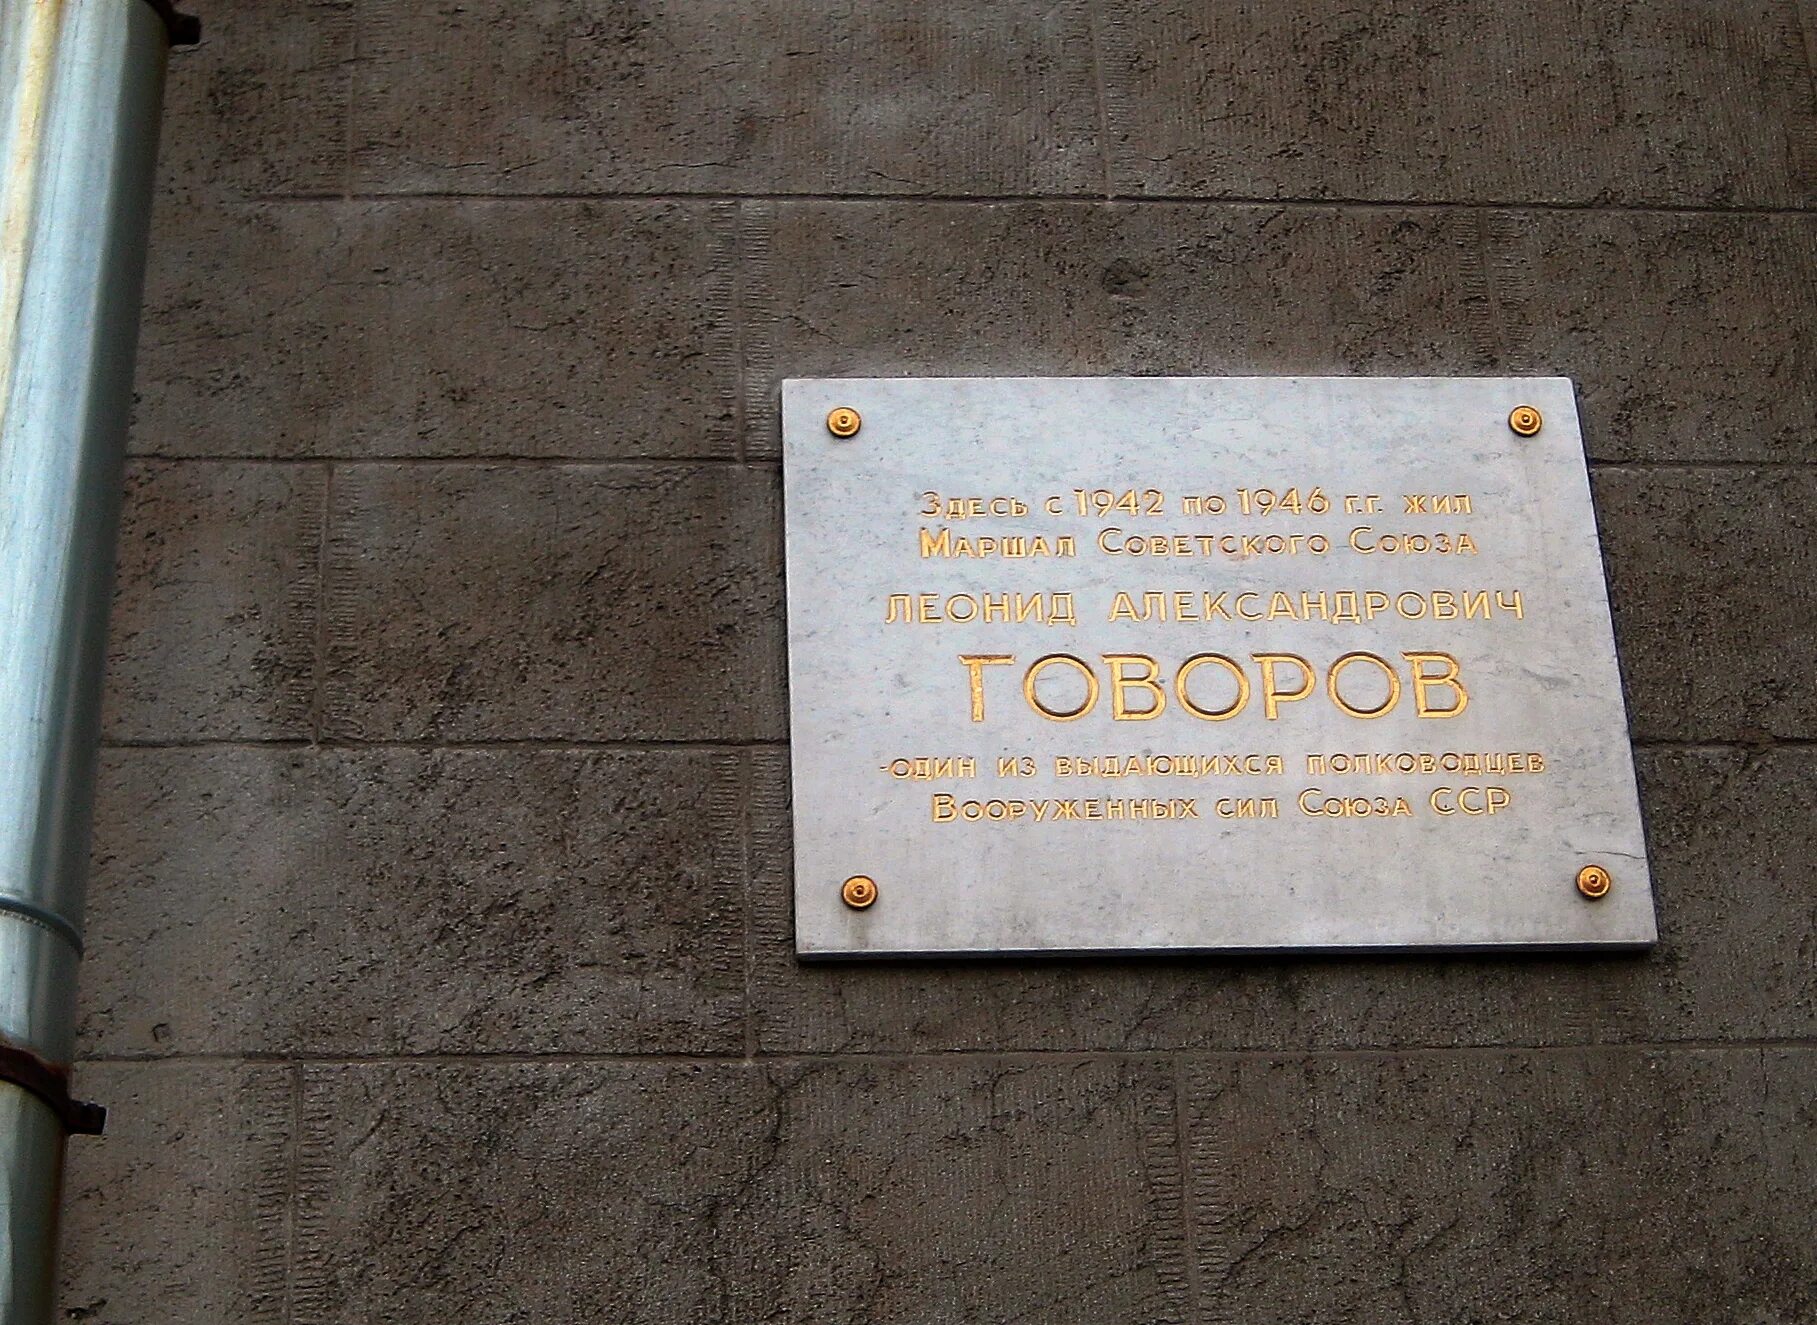 Здесь с 1942 по 1946 г.г. жил
Маршал Советского Союза
ЛЕОНИД АЛЕКСАНДРОВИЧ
ГОВОРОВ
-один из выдающихся полководцев
Вооруженных сил Союза ССР